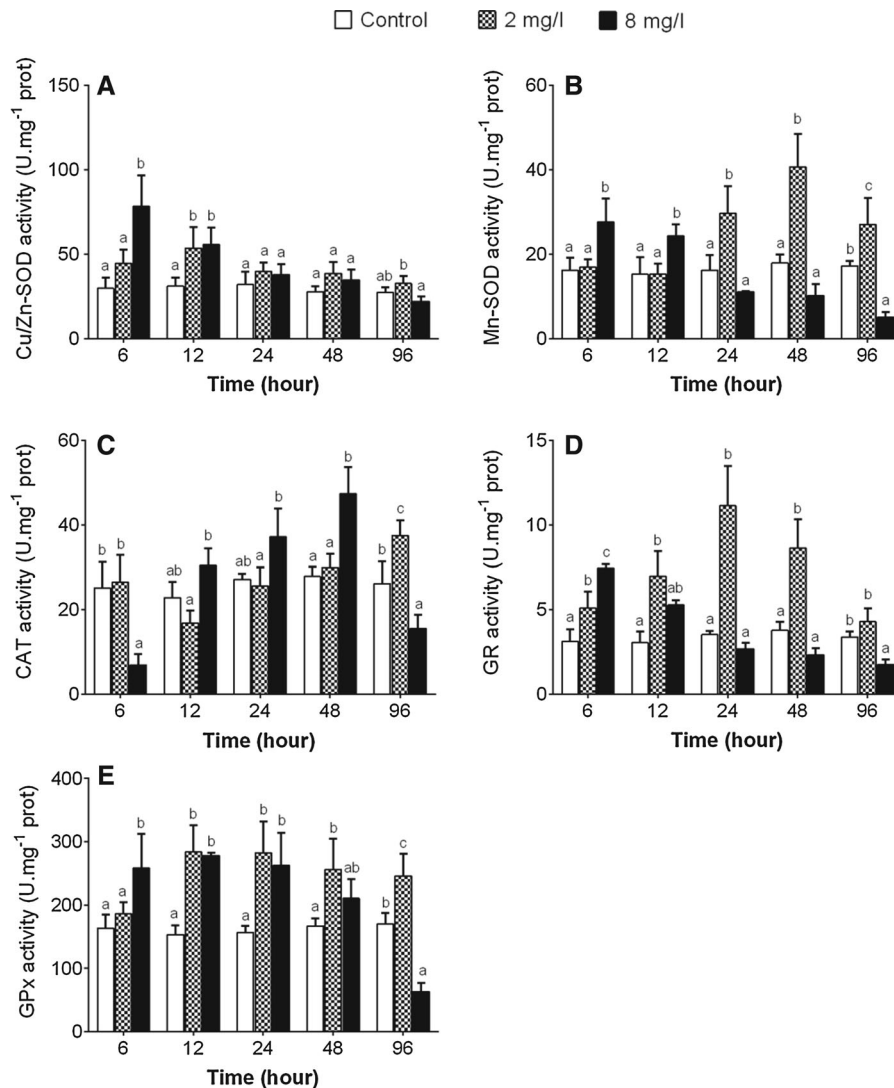 Control 2 mg/l 8 mg/l
A
Cu/Zn-SOD activity (U.mg⁻¹ prot)
150
100
50
0
a a b
a b b
a a a
a a a
ab b a
6 12 24 48 96
Time (hour)
B
Mn-SOD activity (U.mg⁻¹ prot)
60
40
20
0
a a b
a a b
a b a
a b a
b c a
6 12 24 48 96
Time (hour)
C
CAT activity (U.mg⁻¹ prot)
60
40
20
0
b b a
ab a b
ab a b
a a b
b c a
6 12 24 48 96
Time (hour)
D
GR activity (U.mg⁻¹ prot)
15
10
5
0
a b c
a b ab
a b a
a b a
b b a
6 12 24 48 96
Time (hour)
E
GPx activity (U.mg⁻¹ prot)
400
300
200
100
0
a a b
a b b
a b b
a b ab
b c a
6 12 24 48 96
Time (hour)